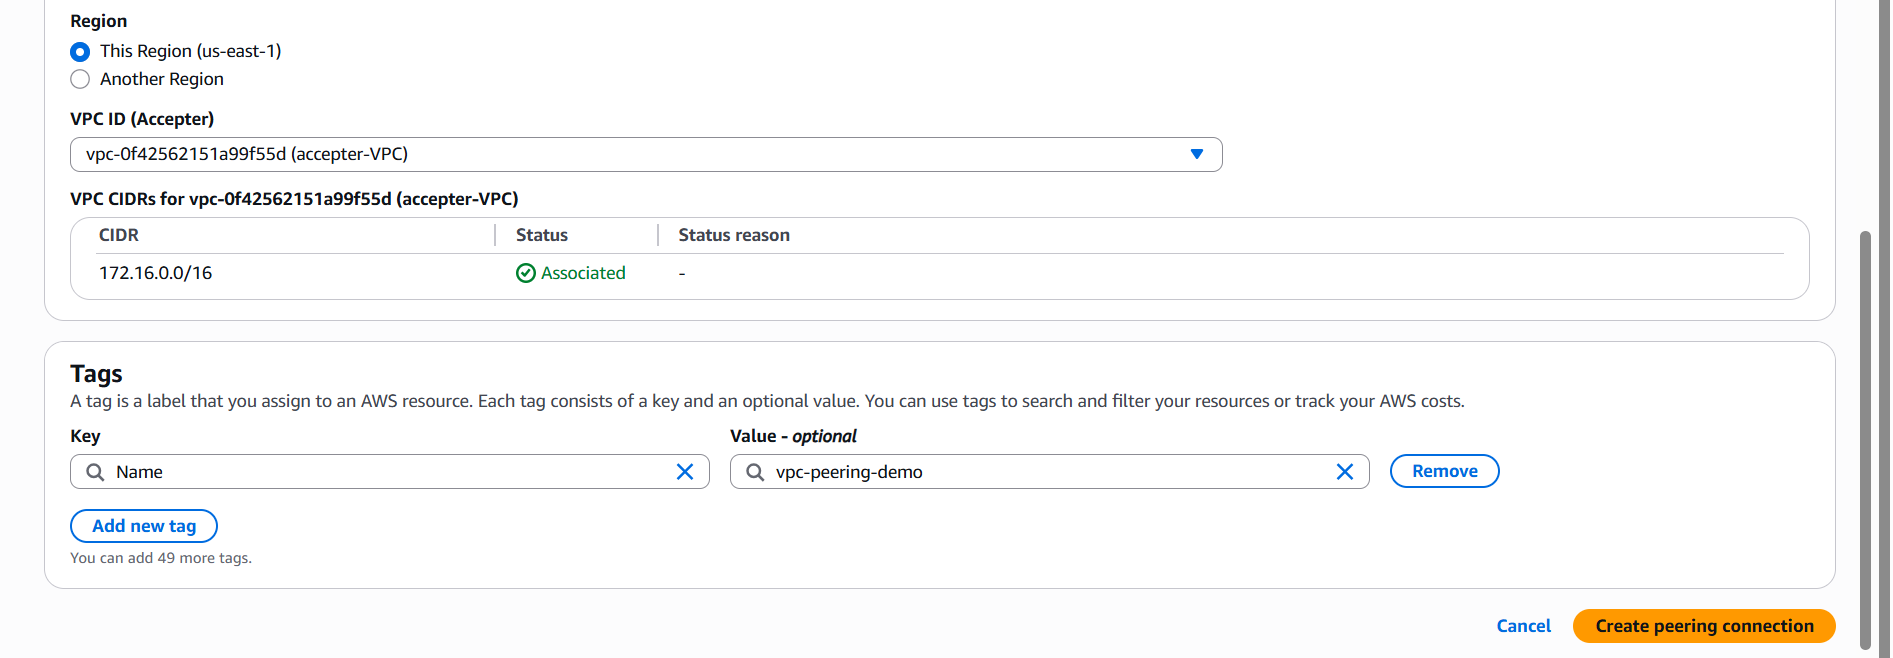 Region
This Region (us-east-1)
Another Region
VPC ID (Accepter)
vpc-0f42562151a99f55d (accepter-VPC)
VPC CIDRs for vpc-0f42562151a99f55d (accepter-VPC)
CIDR Status Status reason
172.16.0.0/16 Associated -
Tags
A tag is a label that you assign to an AWS resource. Each tag consists of a key and an optional value. You can use tags to search and filter your resources or track your AWS costs.
Key Value - optional
Name vpc-peering-demo Remove
Add new tag
You can add 49 more tags.
Cancel Create peering connection